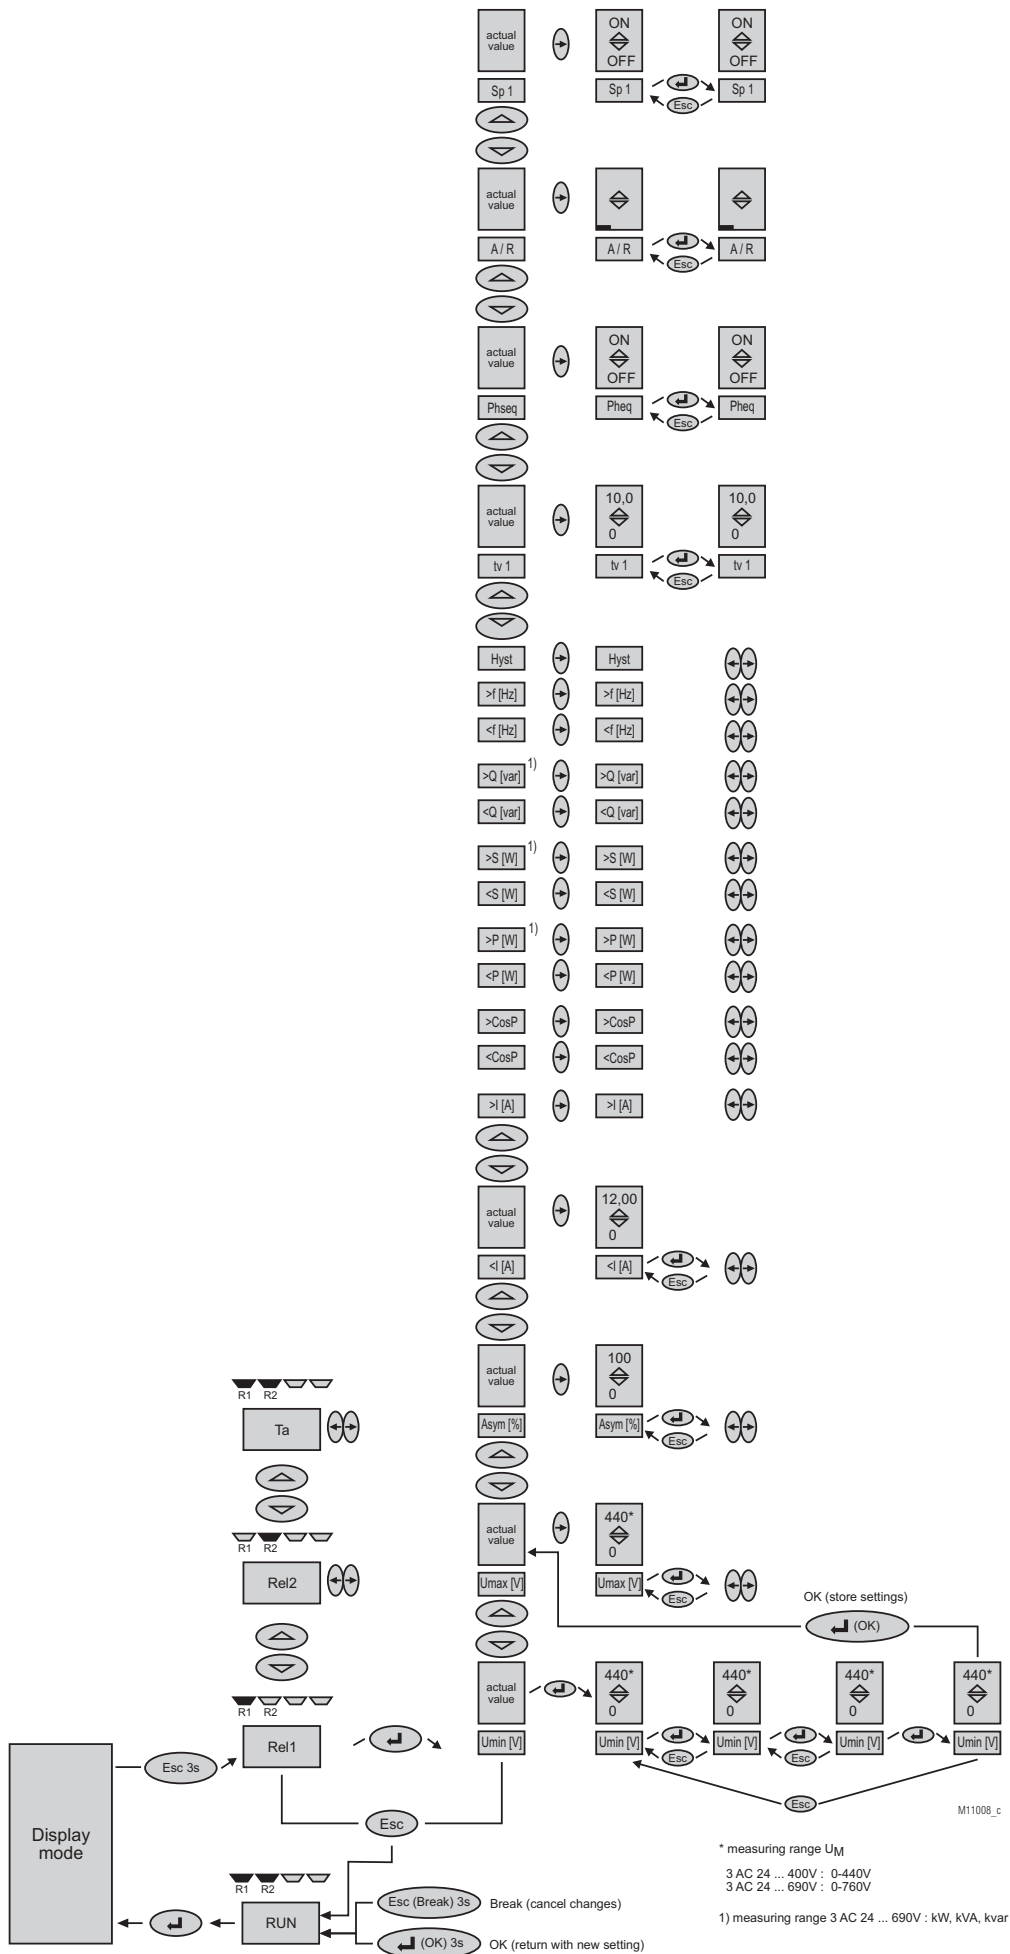 actual
value
ON
OFF
ON
OFF
Sp 1
Sp 1
Esc
Sp 1
actual
value
A / R
A / R
Esc
A / R
actual
value
ON
OFF
ON
OFF
Phseq
Pheq
Esc
Pheq
actual
value
10,0
0
10,0
0
tv 1
tv 1
Esc
tv 1
Hyst
Hyst
>f [Hz]
>f [Hz]
<f [Hz]
<f [Hz]
>Q [var] 1)
>Q [var]
<Q [var]
<Q [var]
>S [W] 1)
>S [W]
<S [W]
<S [W]
>P [W] 1)
>P [W]
<P [W]
<P [W]
>CosP
>CosP
<CosP
<CosP
>I [A]
>I [A]
actual
value
12,00
0
<I [A]
<I [A]
Esc
actual
value
100
0
Asym [%]
Asym [%]
Esc
R1 R2
Ta
actual
value
440*
0
Umax [V]
Umax [V]
Esc
R1 R2
Rel2
OK (store settings)
(OK)
actual
value
440*
0
440*
0
440*
0
440*
0
Umin [V]
Umin [V]
Esc
Umin [V]
Esc
Umin [V]
Umin [V]
Esc
R1 R2
Rel1
Esc 3s
Display
mode
Esc
R1 R2
RUN
Esc (Break) 3s
Break (cancel changes)
(OK) 3s
OK (return with new setting)
M11008_c
* measuring range UM
3 AC 24 ... 400V : 0-440V
3 AC 24 ... 690V : 0-760V
1) measuring range 3 AC 24 ... 690V : kW, kVA, kvar